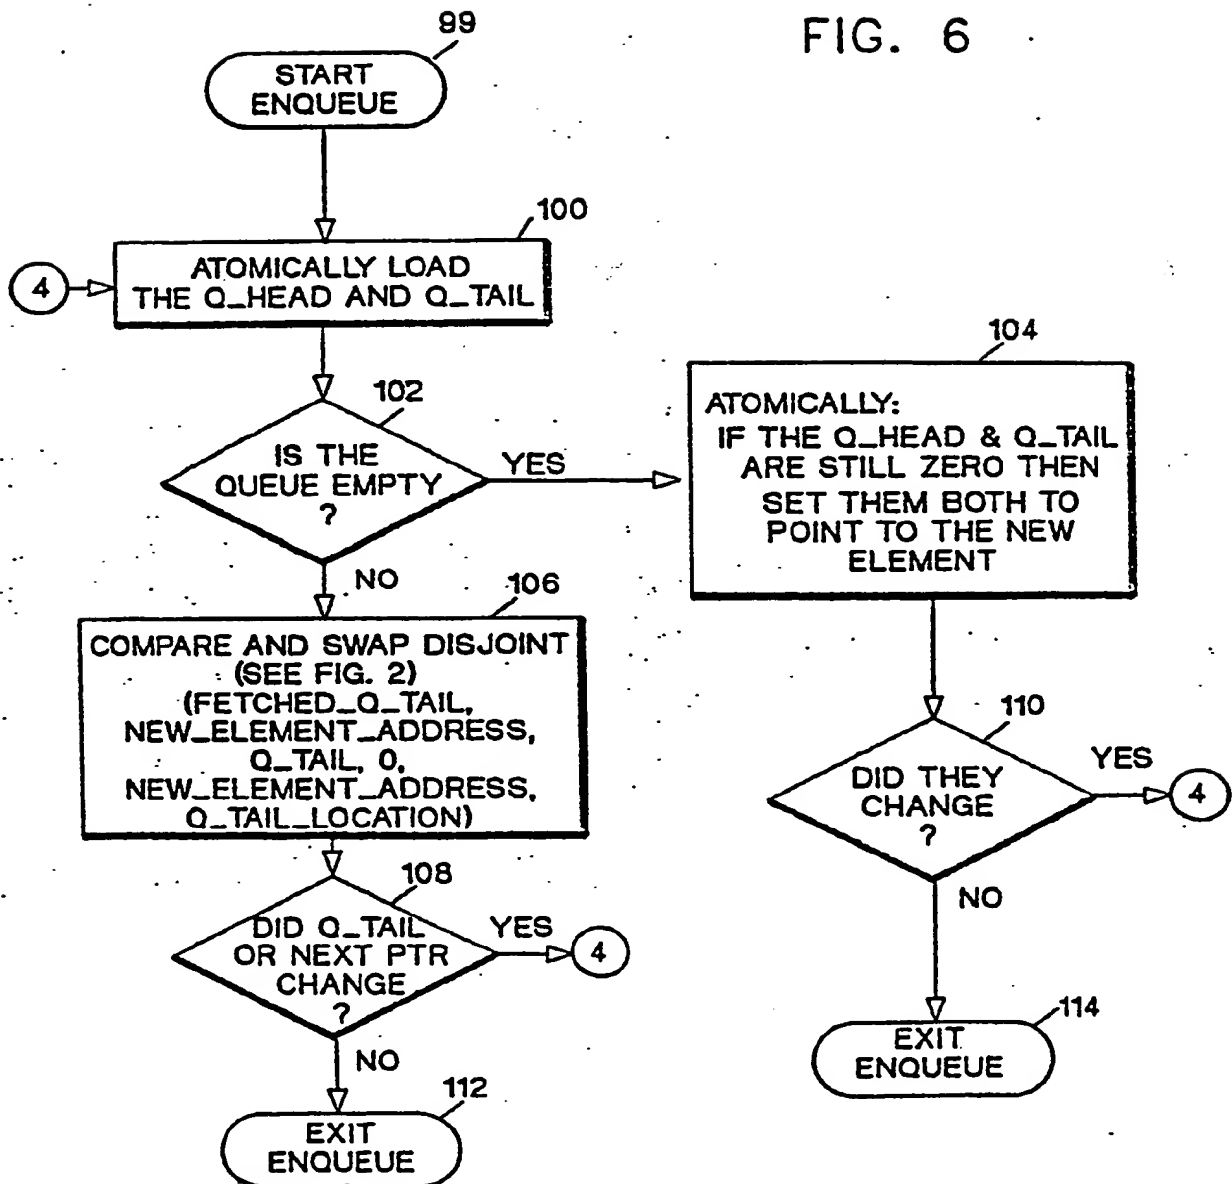 FIG. 6
99
START
ENQUEUE
100
4
ATOMICALLY LOAD
THE Q_HEAD AND Q_TAIL
102
IS THE
QUEUE EMPTY
?
YES
NO
104
ATOMICALLY:
IF THE Q_HEAD & Q_TAIL
ARE STILL ZERO THEN
SET THEM BOTH TO
POINT TO THE NEW
ELEMENT
106
COMPARE AND SWAP DISJOINT
(SEE FIG. 2)
(FETCHED_Q_TAIL,
NEW_ELEMENT_ADDRESS,
Q_TAIL, 0,
NEW_ELEMENT_ADDRESS,
Q_TAIL_LOCATION)
110
DID THEY
CHANGE
?
YES
4
NO
108
DID Q_TAIL
OR NEXT PTR
CHANGE
?
YES
4
NO
114
EXIT
ENQUEUE
112
EXIT
ENQUEUE